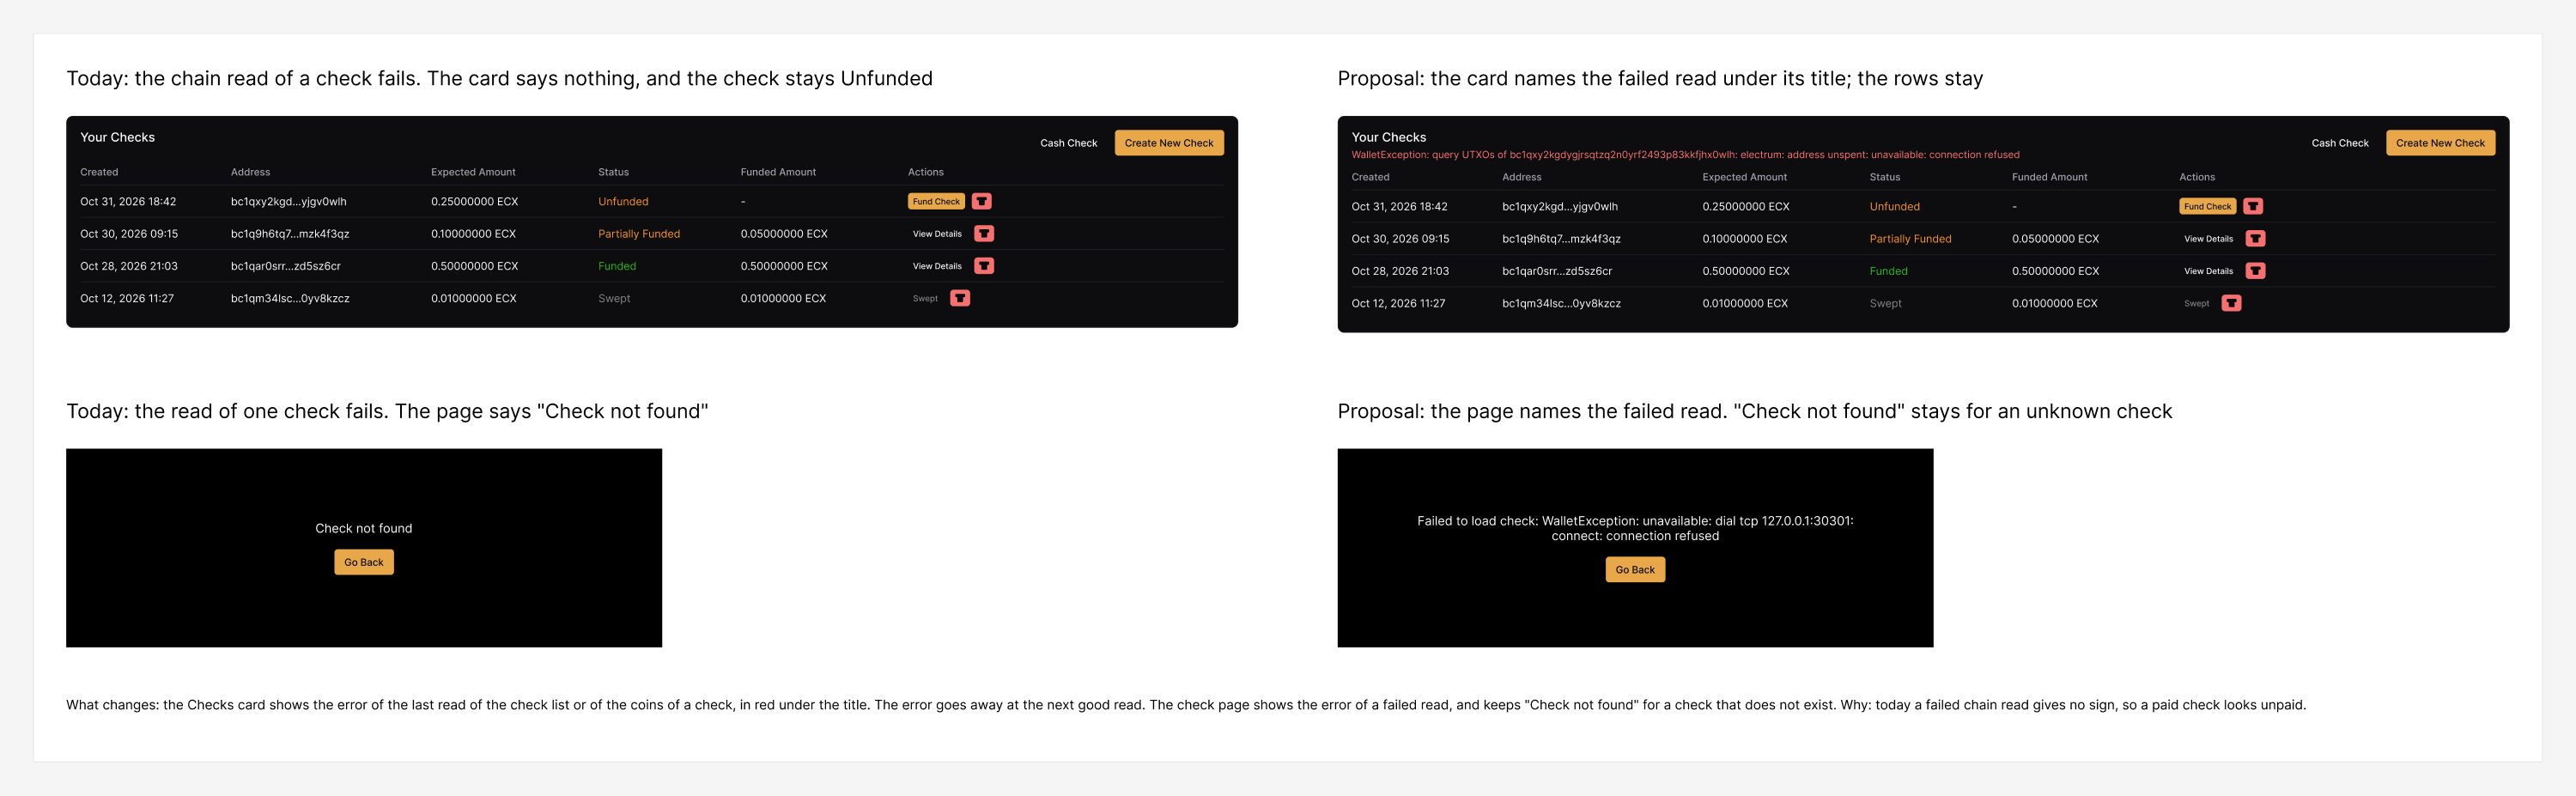 Today: the chain read of a check fails. The card says nothing, and the check stays Unfunded
Your Checks
Cash Check
Create New Check
Created Address Expected Amount Status Funded Amount Actions
Oct 31, 2026 18:42 bc1qxy2kgd...yjgv0wlh 0.25000000 ECX Unfunded - Fund Check
Oct 30, 2026 09:15 bc1q9h6tq7...mzk4f3qz 0.10000000 ECX Partially Funded 0.05000000 ECX View Details
Oct 28, 2026 21:03 bc1qar0srr...zd5sz6cr 0.50000000 ECX Funded 0.50000000 ECX View Details
Oct 12, 2026 11:27 bc1qm34lsc...0yv8kzcz 0.01000000 ECX Swept 0.01000000 ECX Swept
Proposal: the card names the failed read under its title; the rows stay
Your Checks
WalletException: query UTXOs of bc1qxy2kgdygjrsqtzq2n0yrf2493p83kkfjhx0wlh: electrum: address unspent: unavailable: connection refused
Cash Check
Create New Check
Created Address Expected Amount Status Funded Amount Actions
Oct 31, 2026 18:42 bc1qxy2kgd...yjgv0wlh 0.25000000 ECX Unfunded - Fund Check
Oct 30, 2026 09:15 bc1q9h6tq7...mzk4f3qz 0.10000000 ECX Partially Funded 0.05000000 ECX View Details
Oct 28, 2026 21:03 bc1qar0srr...zd5sz6cr 0.50000000 ECX Funded 0.50000000 ECX View Details
Oct 12, 2026 11:27 bc1qm34lsc...0yv8kzcz 0.01000000 ECX Swept 0.01000000 ECX Swept
Today: the read of one check fails. The page says "Check not found"
Check not found
Go Back
Proposal: the page names the failed read. "Check not found" stays for an unknown check
Failed to load check: WalletException: unavailable: dial tcp 127.0.0.1:30301:
connect: connection refused
Go Back
What changes: the Checks card shows the error of the last read of the check list or of the coins of a check, in red under the title. The error goes away at the next good read. The check page shows the error of a failed read, and keeps "Check not found" for a check that does not exist. Why: today a failed chain read gives no sign, so a paid check looks unpaid.